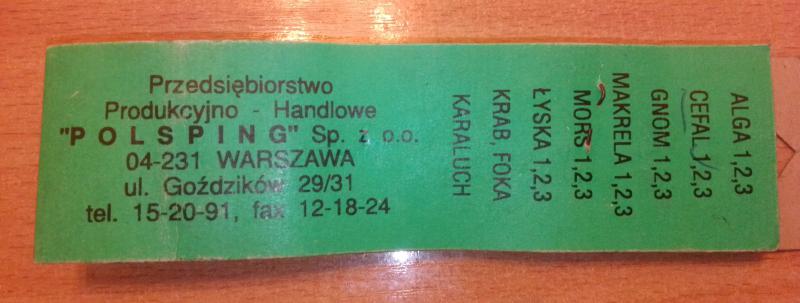 Przedsiębiorstwo
Produkcyjno - Handlowe
"POLSPING" Sp. z o.o.
04-231 WARSZAWA
ul. Goździków 29/31
tel. 15-20-91, fax 12-18-24
ALGA 1,2,3
CEFAL 1,2,3
GNOM 1,2,3
MAKRELA 1,2,3
MORS 1,2,3
ŁYSKA 1,2,3
KRAB, FOKA
KARALUCH